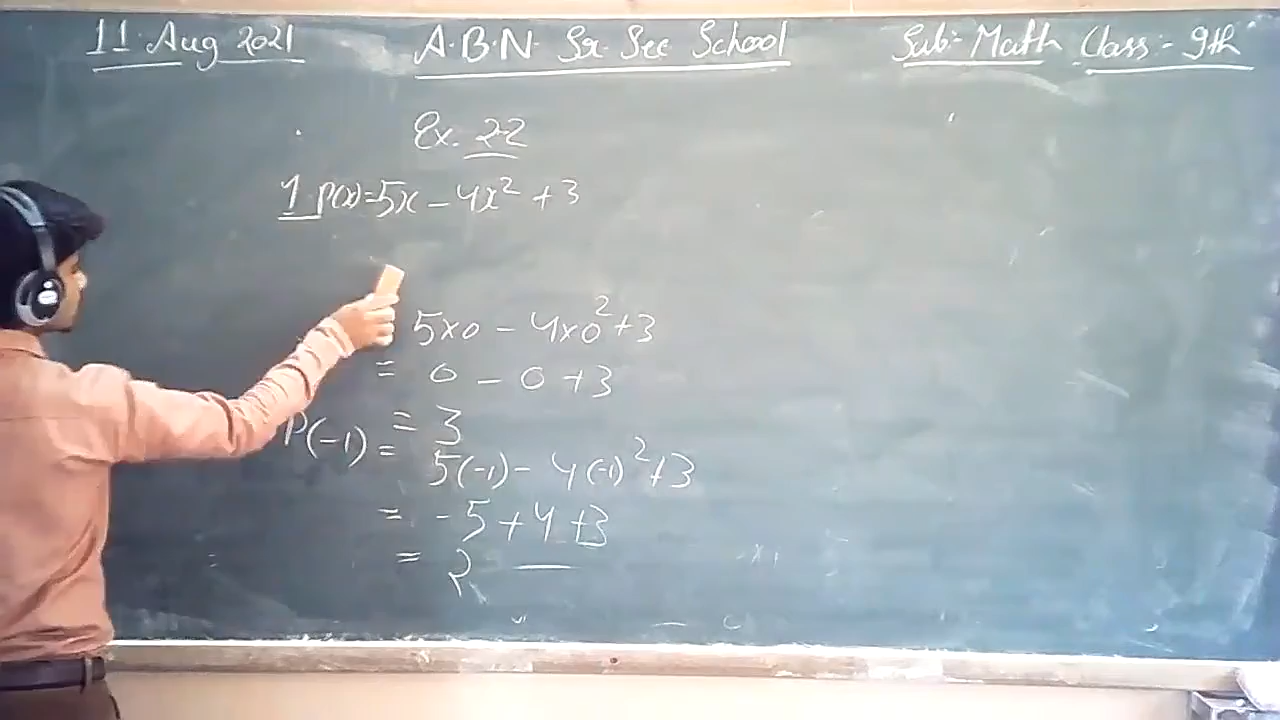 11 Aug 2021 A.B.N. Sr. Sec School Sub:- Math Class:- 9th
Ex. 2.2
1. P(x)=5x - 4x² + 3
5x0 - 4x0² + 3
= 0 - 0 + 3
= 3
P(-1) = 5(-1) - 4(-1)² + 3
= -5 + 4 + 3
= 2